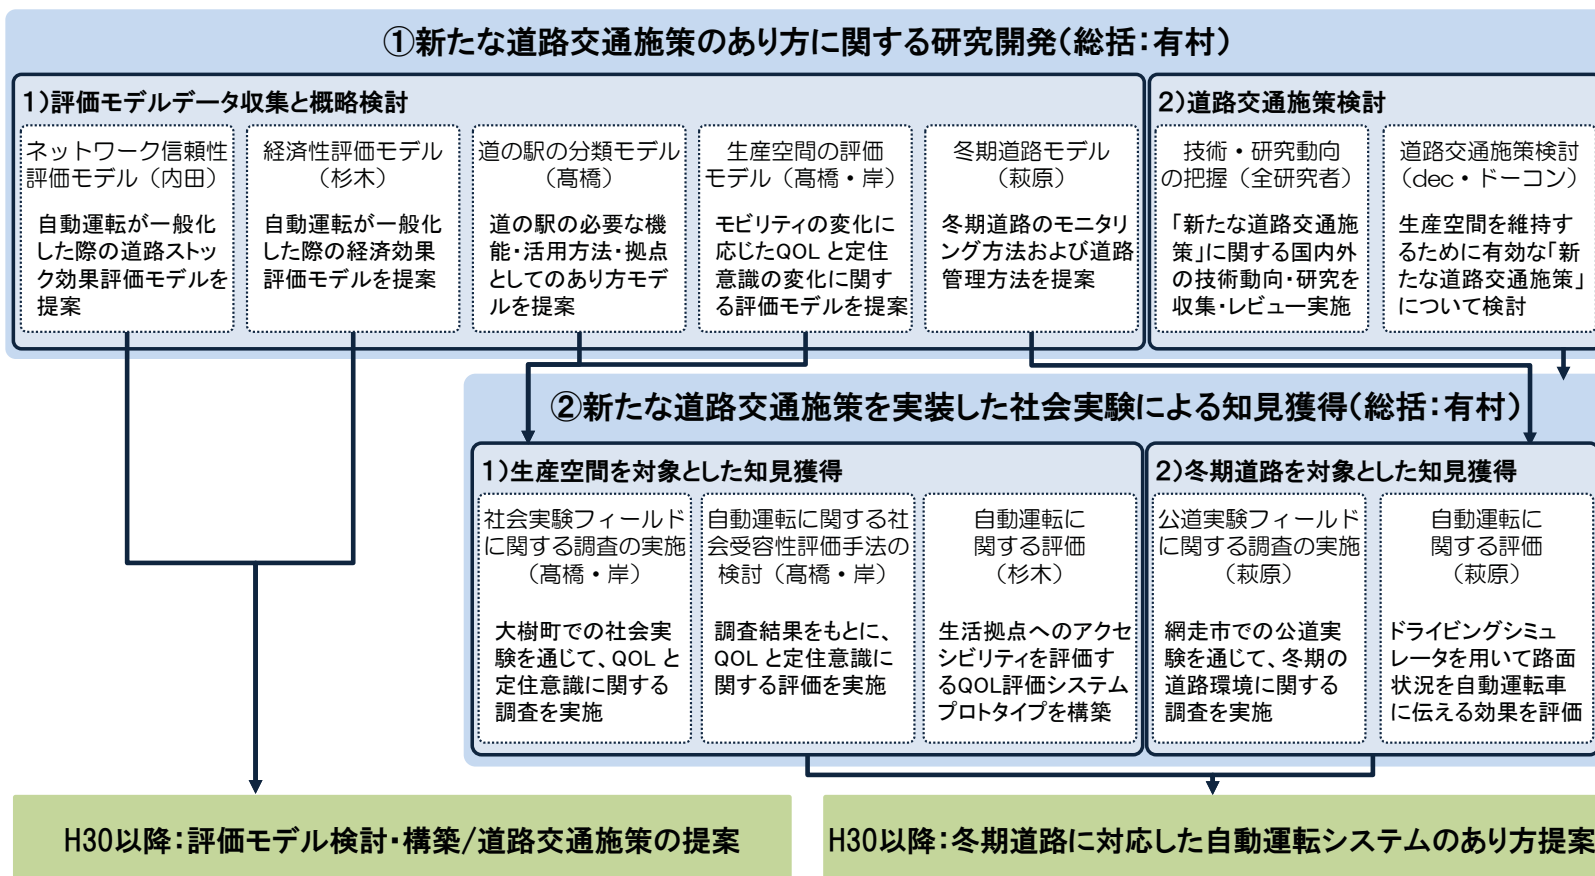 ①新たな道路交通施策のあり方に関する研究開発(総括:有村)
1)評価モデルデータ収集と概略検討
ネットワーク信頼性
評価モデル(内田)
自動運転が一般化
した際の道路ストッ
ク効果評価モデルを
提案
経済性評価モデル
(杉木)
自動運転が一般化
した際の経済効果
評価モデルを提案
道の駅の分類モデル
(髙橋)
道の駅の必要な機
能・活用方法・拠点
としてのあり方モデ
ルを提案
生産空間の評価
モデル(髙橋・岸)
モビリティの変化に
応じたQOLと定住
意識の変化に関す
る評価モデルを提案
冬期道路モデル
(萩原)
冬期道路のモニタリ
ング方法および道路
管理方法を提案
2)道路交通施策検討
技術・研究動向
の把握(全研究者)
「新たな道路交通施
策」に関する国内外
の技術動向・研究を
収集・レビュー実施
道路交通施策検討
(dec・ドーコン)
生産空間を維持す
るために有効な「新
たな道路交通施策」
について検討
②新たな道路交通施策を実装した社会実験による知見獲得(総括:有村)
1)生産空間を対象とした知見獲得
社会実験フィールド
に関する調査の実施
(髙橋・岸)
大樹町での社会実
験を通じて、QOLと
定住意識に関する
調査を実施
自動運転に関する社
会受容性評価手法の
検討(髙橋・岸)
調査結果をもとに、
QOLと定住意識に
関する評価を実施
自動運転に
関する評価
(杉木)
生活拠点へのアクセ
シビリティを評価す
るQOL評価システム
プロトタイプを構築
2)冬期道路を対象とした知見獲得
公道実験フィールド
に関する調査の実施
(萩原)
網走市での公道実
験を通じて、冬期の
道路環境に関する
調査を実施
自動運転に
関する評価
(萩原)
ドライビングシミュ
レータを用いて路面
状況を自動運転車
に伝える効果を評価
H30以降:評価モデル検討・構築/道路交通施策の提案
H30以降:冬期道路に対応した自動運転システムのあり方提案